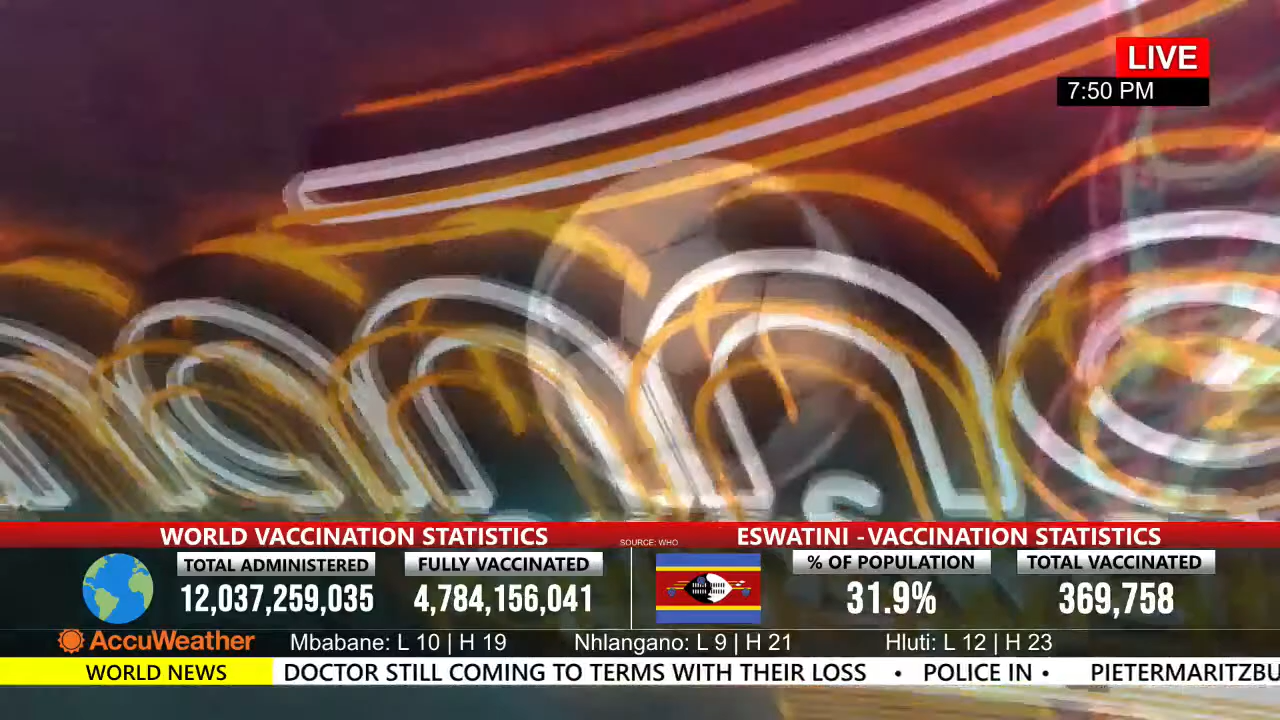 LIVE
7:50 PM
WORLD VACCINATION STATISTICS
SOURCE: WHO
ESWATINI - VACCINATION STATISTICS
TOTAL ADMINISTERED
FULLY VACCINATED
% OF POPULATION
TOTAL VACCINATED
12,037,259,035
4,784,156,041
31.9%
369,758
AccuWeather
Mbabane: L 10 | H 19
Nhlangano: L 9 | H 21
Hluti: L 12 | H 23
WORLD NEWS
DOCTOR STILL COMING TO TERMS WITH THEIR LOSS • POLICE IN • PIETERMARITZBU